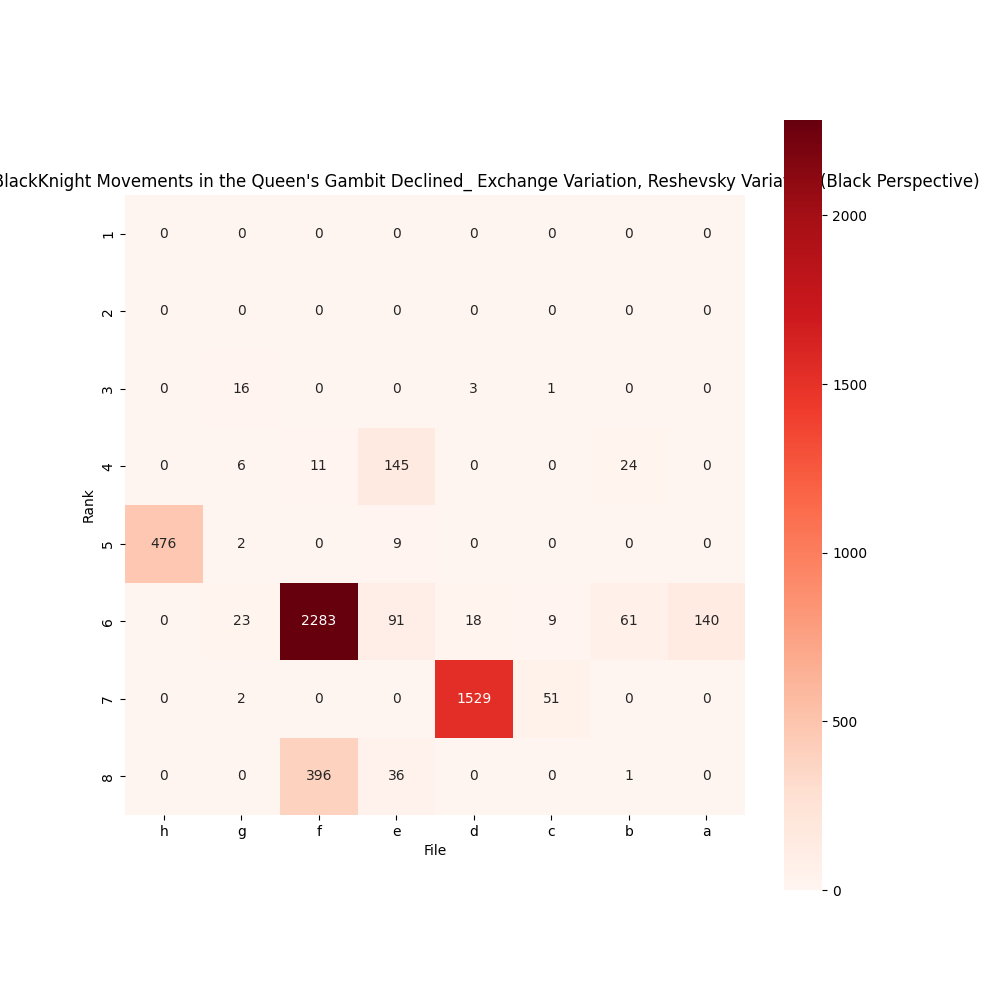 BlackKnight Movements in the Queen's Gambit Declined_ Exchange Variation, Reshevsky Varia (Black Perspective)
2000
1 0 0 0 0 0 0 0 0
2 0 0 0 0 0 0 0 0
1500
3 0 16 0 0 3 1 0 0
4 0 6 11 145 0 0 24 0
Rank
1000
5 476 2 0 9 0 0 0 0
6 0 23 2283 91 18 9 61 140
7 0 2 0 0 1529 51 0 0
500
8 0 0 396 36 0 0 1 0
h g f e d c b a
File
0